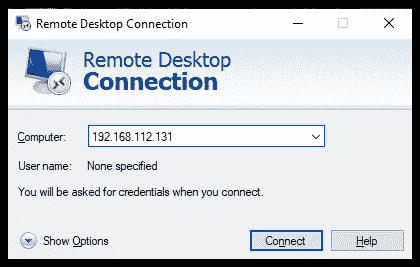 Remote Desktop Connection
Remote Desktop
Connection
Computer: 192.168.112.131
User name: None specified
You will be asked for credentials when you connect.
Show Options Connect Help